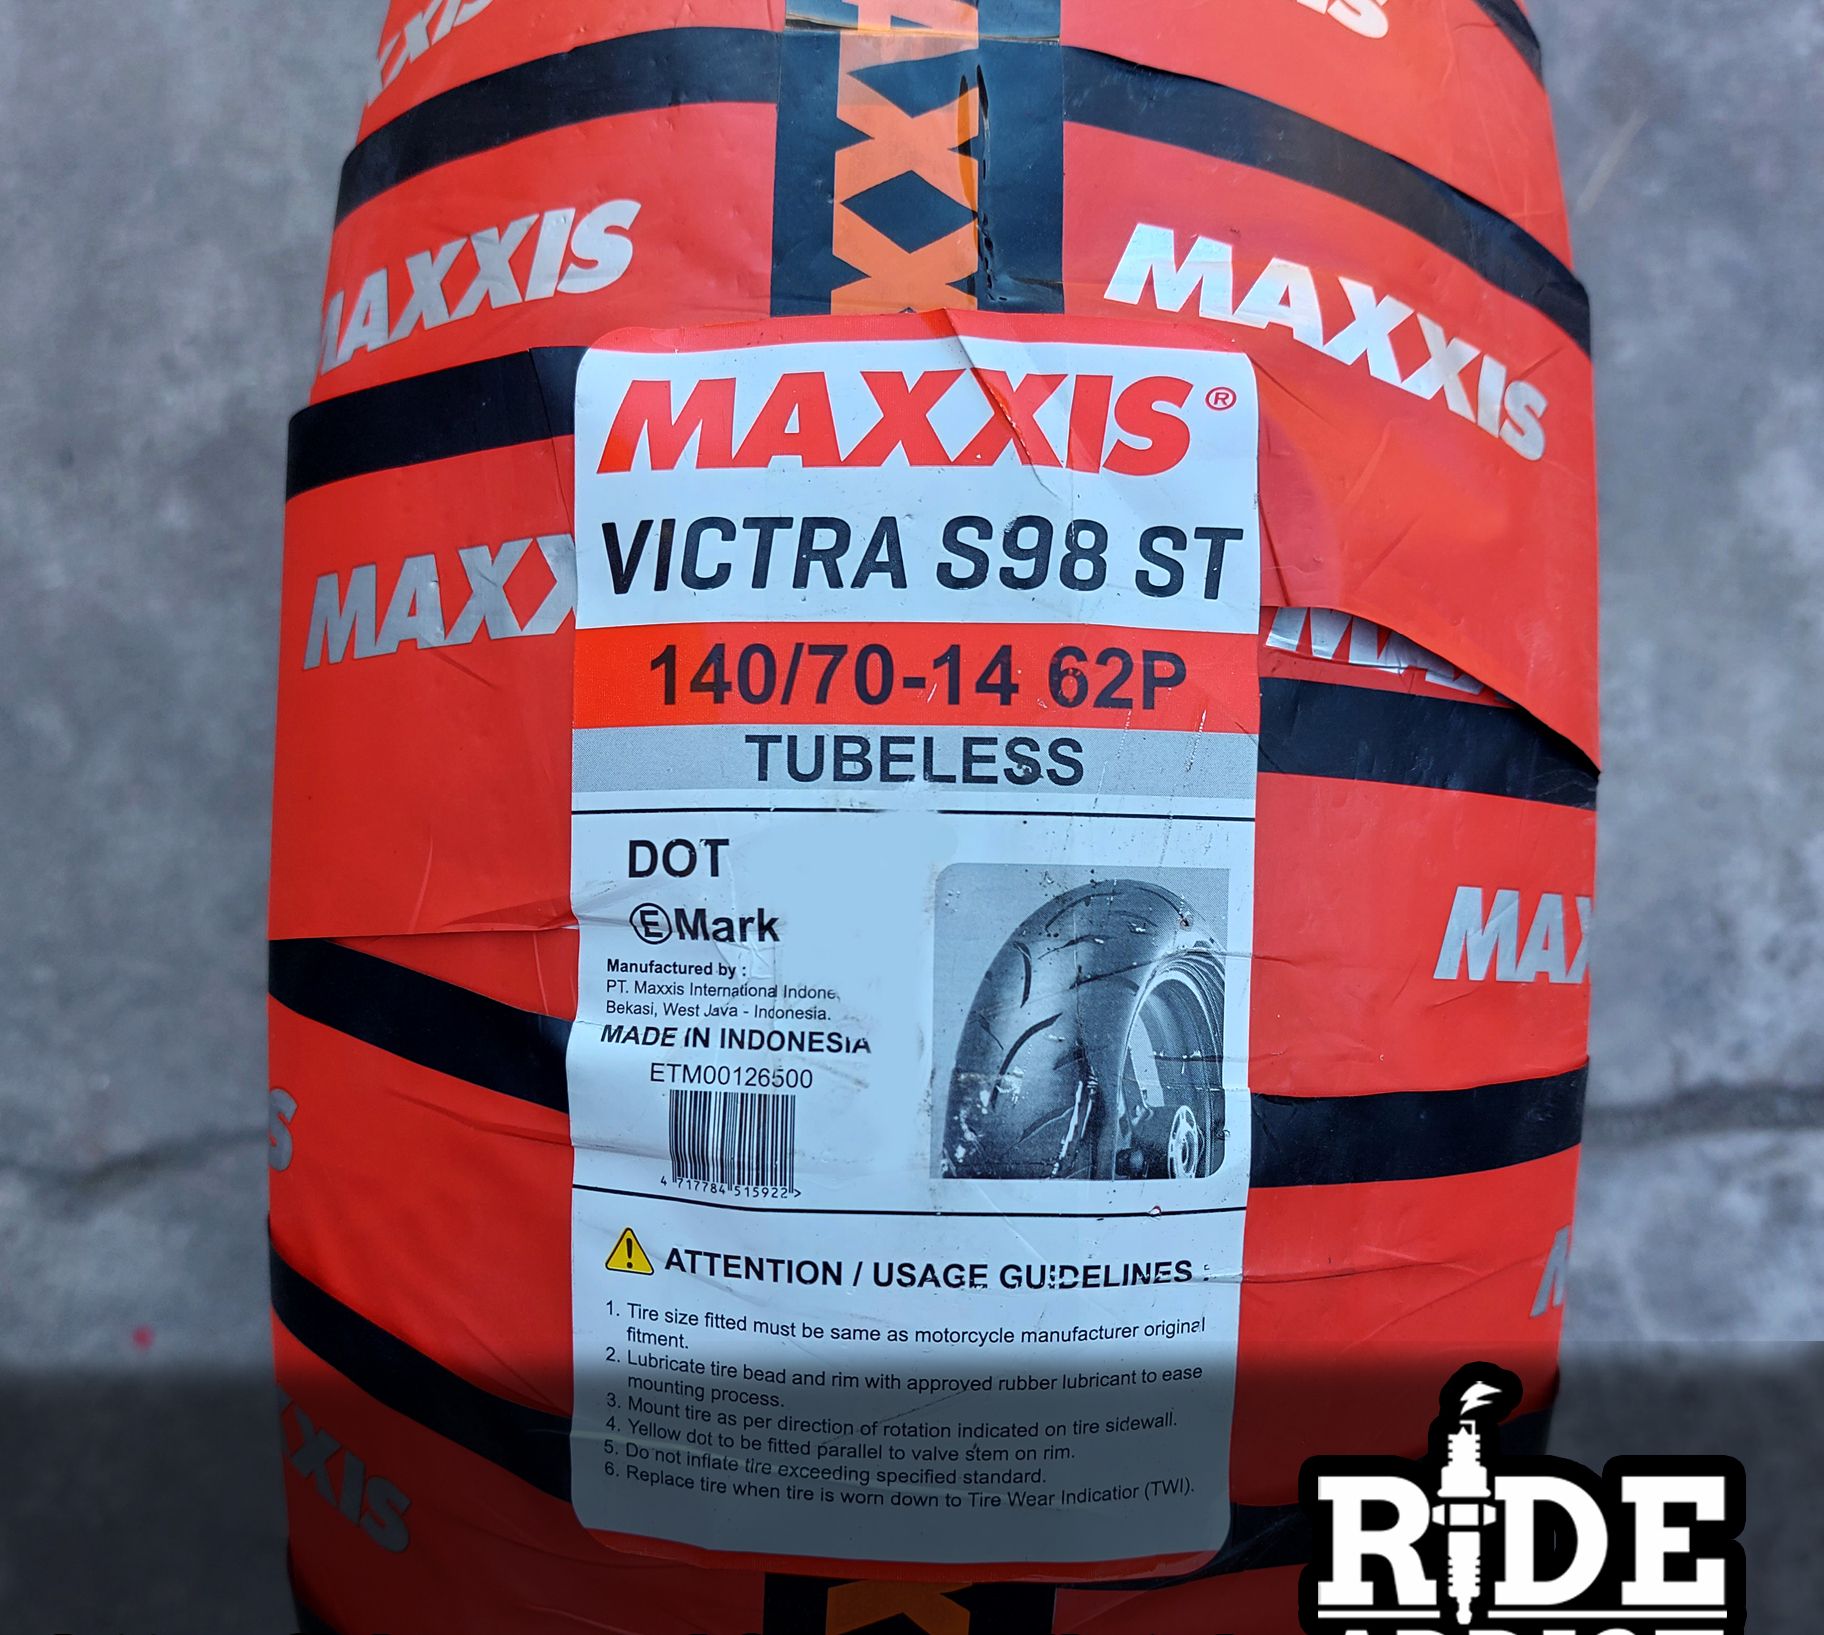 MAXXIS
MAXXIS
MAXXIS®
VICTRA S98 ST
140/70-14 62P
TUBELESS
DOT
E Mark
Manufactured by :
PT. Maxxis International Indone
Bekasi, West Java - Indonesia.
MADE IN INDONESIA
ETM00126500
4 717784 515922 >
ATTENTION / USAGE GUIDELINES :
1. Tire size fitted must be same as motorcycle manufacturer original
fitment.
2. Lubricate tire bead and rim with approved rubber lubricant to ease
mounting process.
3. Mount tire as per direction of rotation indicated on tire sidewall.
4. Yellow dot to be fitted parallel to valve stem on rim.
5. Do not inflate tire exceeding specified standard.
6. Replace tire when tire is worn down to Tire Wear Indicatior (TWI).
MAXX
MAX
XXIS
RIDE